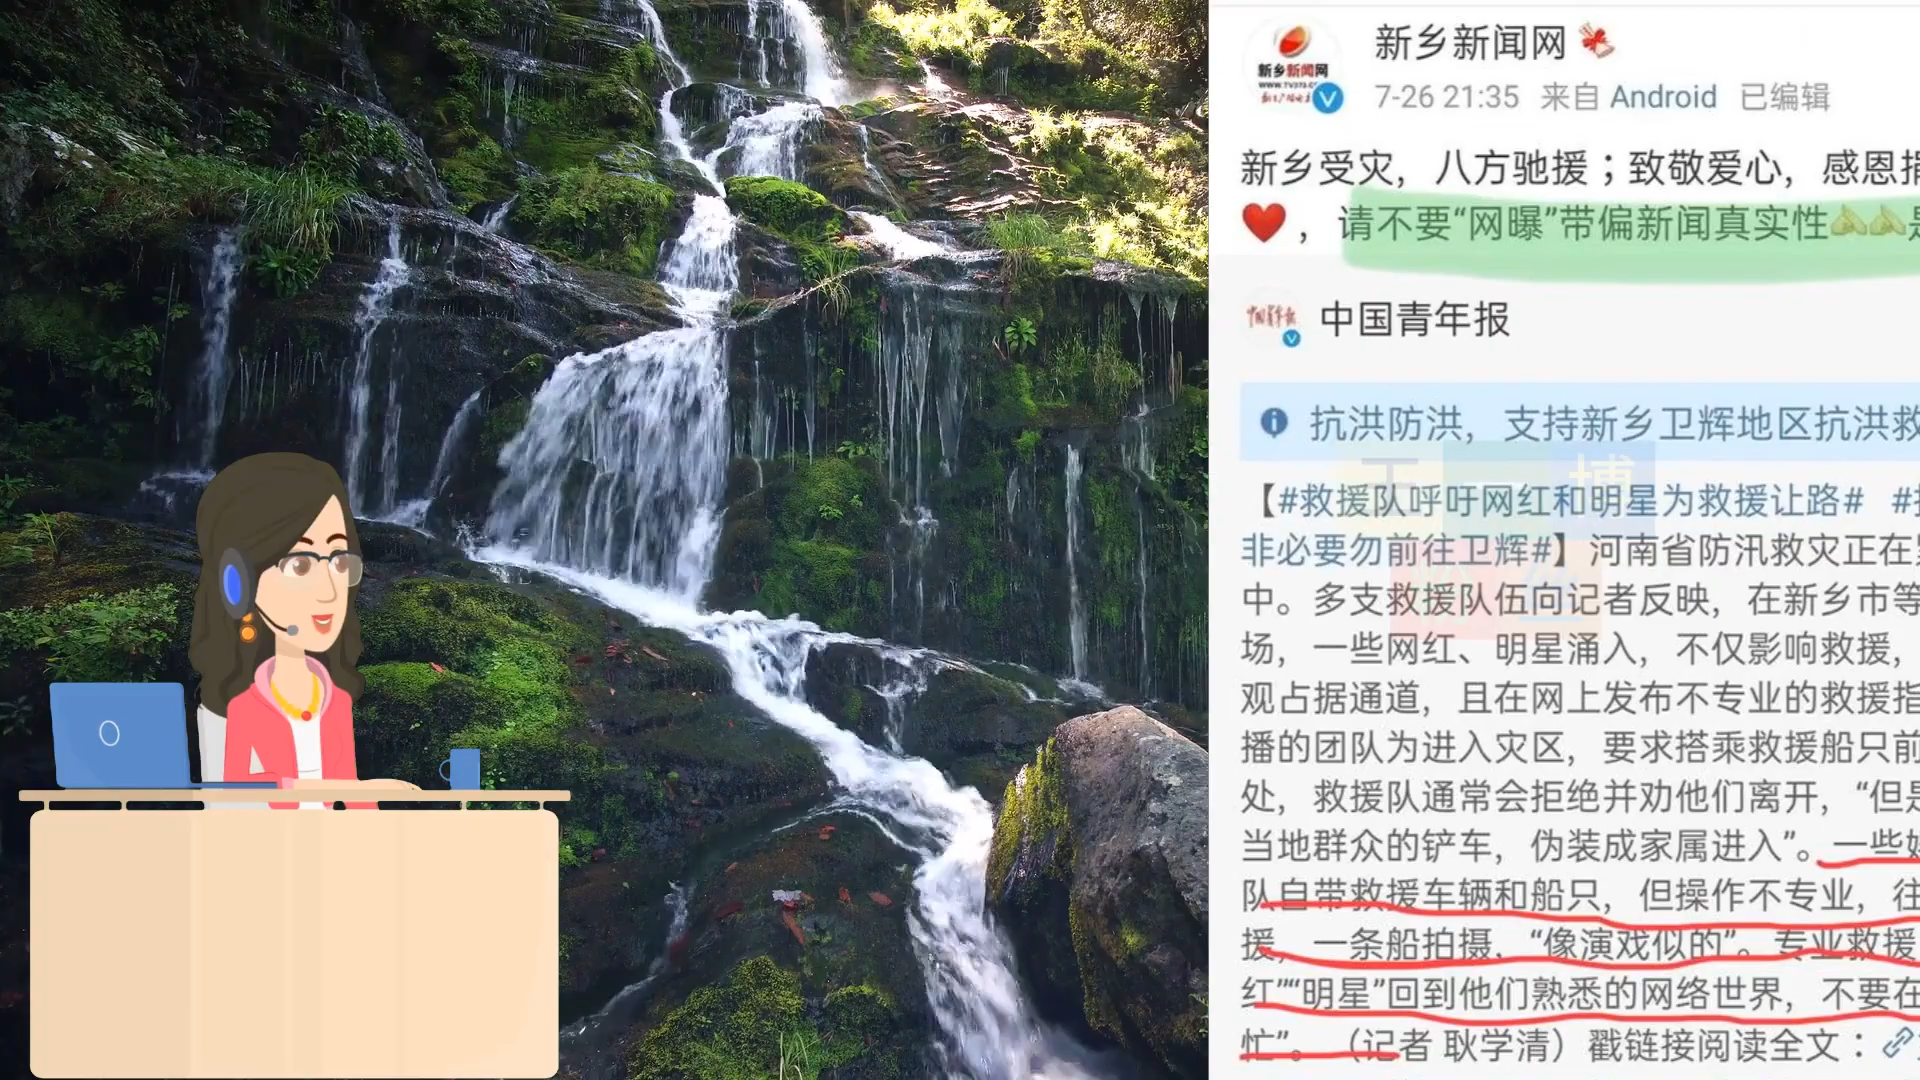 新乡新闻网
新乡新闻网
7-26 21:35 来自 Android 已编辑
新乡受灾，八方驰援；致敬爱心，感恩捐
❤️，请不要“网曝”带偏新闻真实性
中国青年报
抗洪防洪，支持新乡卫辉地区抗洪救
【#救援队呼吁网红和明星为救援让路# #
非必要勿前往卫辉#】河南省防汛救灾正在
中。多支救援队伍向记者反映，在新乡市等
场，一些网红、明星涌入，不仅影响救援，
观占据通道，且在网上发布不专业的救援指
播的团队为进入灾区，要求搭乘救援船只前
处，救援队通常会拒绝并劝他们离开，“但是
当地群众的铲车，伪装成家属进入”。一些
队自带救援车辆和船只，但操作不专业，往
援，一条船拍摄，“像演戏似的”。专业救援
红”“明星”回到他们熟悉的网络世界，不要在
忙”。（记者 耿学清）戳链接阅读全文：